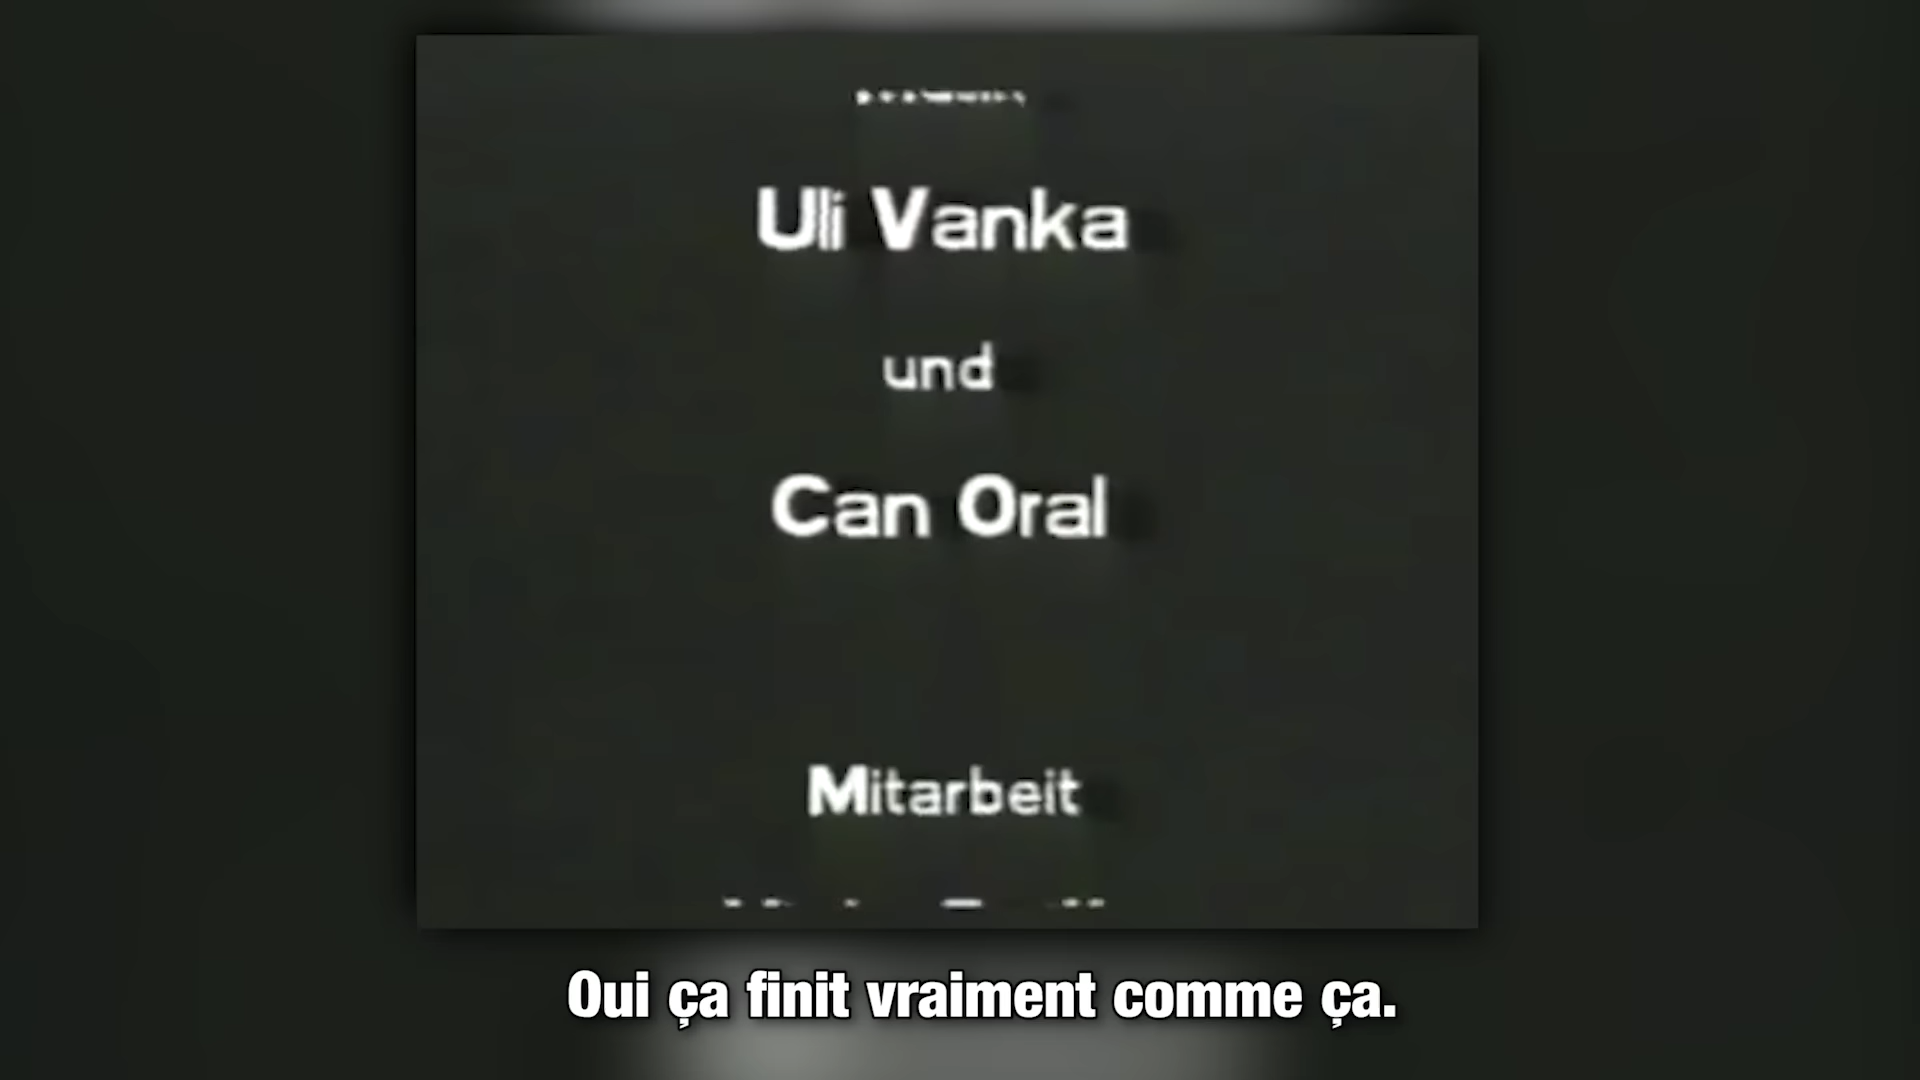 Uli Vanka
und
Can Oral
Mitarbeit
Oui ça finit vraiment comme ça.